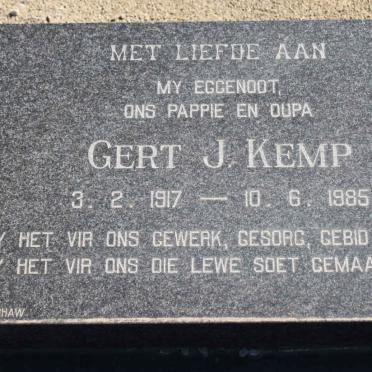 MET LIEFDE AAN
MY EGGENOOT,
ONS PAPPIE EN OUPA
GERT J. KEMP
3. 2. 1917 — 10. 6. 1985
HET VIR ONS GEWERK, GESORG, GEBID
HET VIR ONS DIE LEWE SOET GEMAA